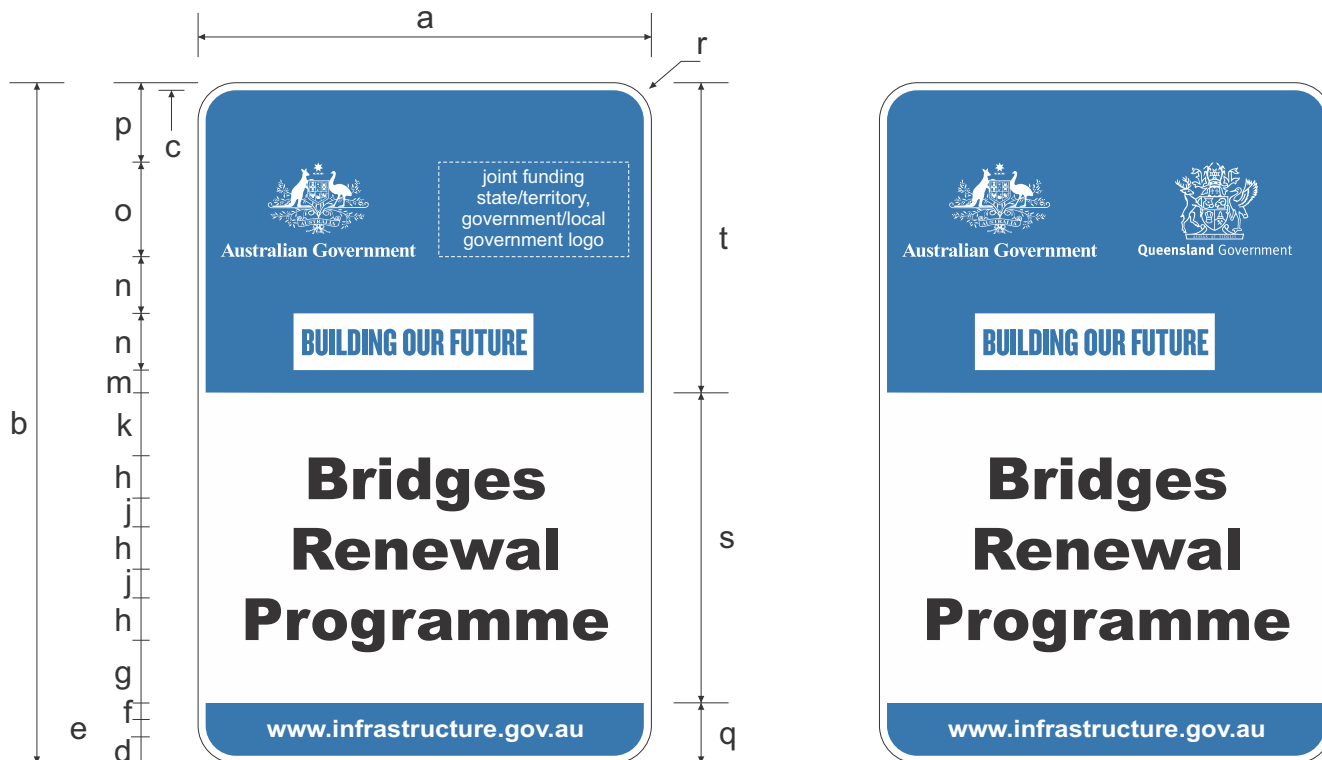 a
r
b
p
c
o
n
n
m
k
h
j
h
j
h
g
f
e
d
t
s
q
Australian Government
joint funding
state/territory,
government/local
government logo
BUILDING OUR FUTURE
Bridges
Renewal
Programme
www.infrastructure.gov.au
Australian Government
Queensland Government
BUILDING OUR FUTURE
Bridges
Renewal
Programme
www.infrastructure.gov.au